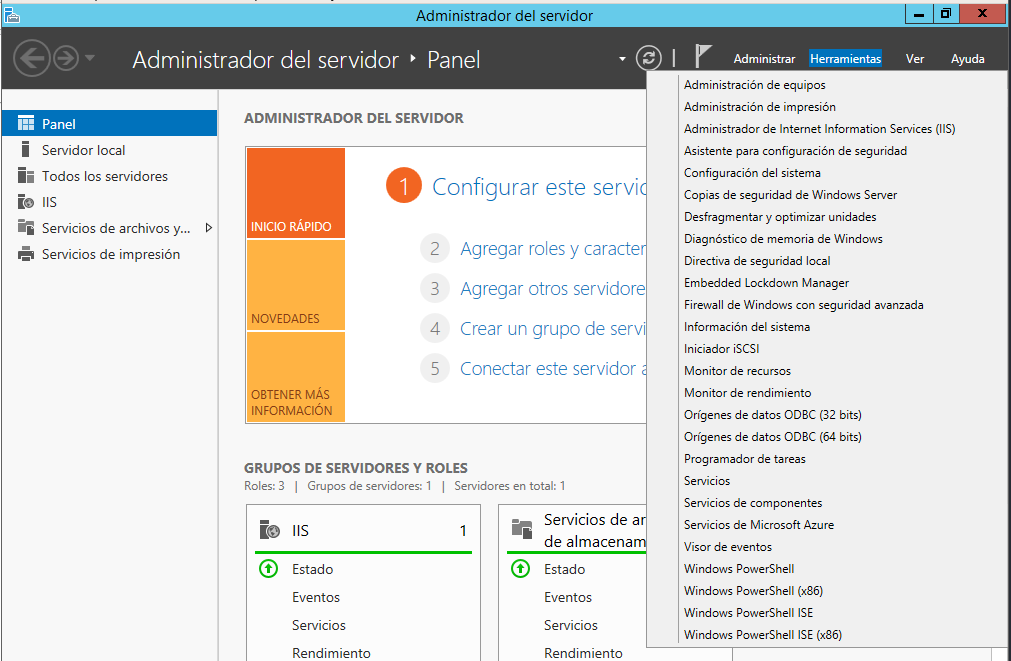 Administrador del servidor
Administrador del servidor ‣ Panel
Administrar Herramientas Ver Ayuda
Panel
Servidor local
Todos los servidores
IIS
Servicios de archivos y...
Servicios de impresión
ADMINISTRADOR DEL SERVIDOR
INICIO RÁPIDO
NOVEDADES
OBTENER MÁS
INFORMACIÓN
1 Configurar este servic
2 Agregar roles y caracter
3 Agregar otros servidore
4 Crear un grupo de servi
5 Conectar este servidor a
GRUPOS DE SERVIDORES Y ROLES
Roles: 3 | Grupos de servidores: 1 | Servidores en total: 1
IIS 1
Estado
Eventos
Servicios
Rendimiento
Servicios de ar
de almacenam
Estado
Eventos
Servicios
Rendimiento
Administración de equipos
Administración de impresión
Administrador de Internet Information Services (IIS)
Asistente para configuración de seguridad
Configuración del sistema
Copias de seguridad de Windows Server
Desfragmentar y optimizar unidades
Diagnóstico de memoria de Windows
Directiva de seguridad local
Embedded Lockdown Manager
Firewall de Windows con seguridad avanzada
Información del sistema
Iniciador iSCSI
Monitor de recursos
Monitor de rendimiento
Orígenes de datos ODBC (32 bits)
Orígenes de datos ODBC (64 bits)
Programador de tareas
Servicios
Servicios de componentes
Servicios de Microsoft Azure
Visor de eventos
Windows PowerShell
Windows PowerShell (x86)
Windows PowerShell ISE
Windows PowerShell ISE (x86)